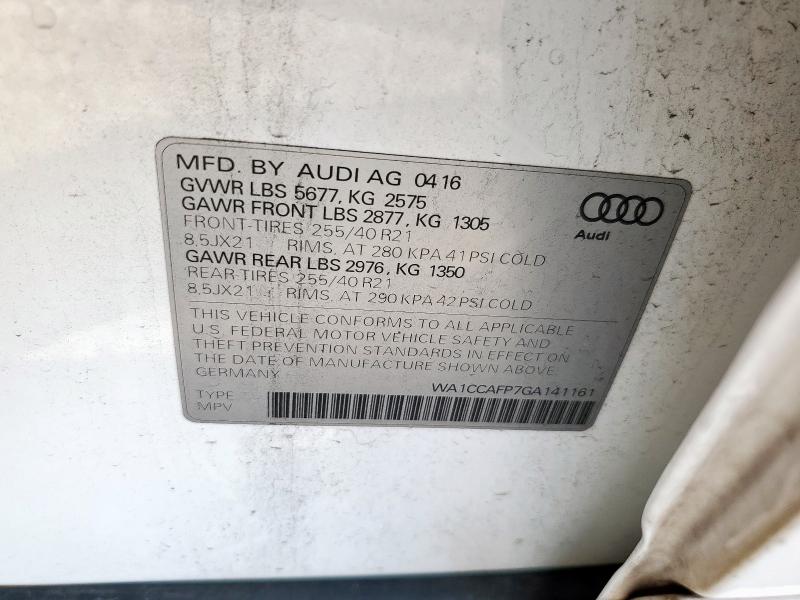 MFD. BY AUDI AG 04 16
GVWR LBS 5677, KG 2575
GAWR FRONT LBS 2877, KG 1305
FRONT-TIRES 255/40 R21
8,5JX21 RIMS, AT 280 KPA 41 PSI COLD
GAWR REAR LBS 2976, KG 1350
REAR-TIRES 255/40 R21
8,5JX21 RIMS, AT 290 KPA 42 PSI COLD
Audi
THIS VEHICLE CONFORMS TO ALL APPLICABLE
U.S. FEDERAL MOTOR VEHICLE SAFETY AND
THEFT PREVENTION STANDARDS IN EFFECT ON
THE DATE OF MANUFACTURE SHOWN ABOVE.
GERMANY
WA1CCAFP7GA141161
TYPE
MPV